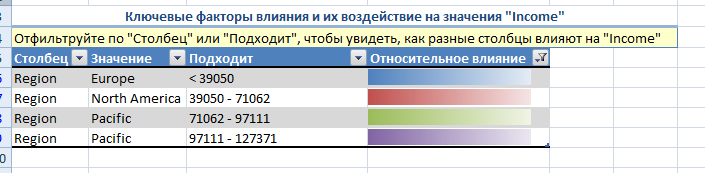 Ключевые факторы влияния и их воздействие на значения "Income"
Отфильтруйте по "Столбец" или "Подходит", чтобы увидеть, как разные столбцы влияют на "Income"
Столбец Значение Подходит Относительное влияние
Region Europe < 39050
Region North America 39050 - 71062
Region Pacific 71062 - 97111
Region Pacific 97111 - 127371